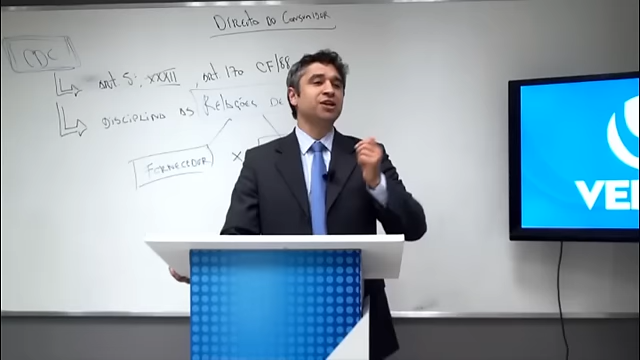 Direito do Consumidor
CDC
art 5º, XXXII, art 170 CF/88
DISCIPLINA AS RELAÇÕES DE
FORNECEDOR X
VE